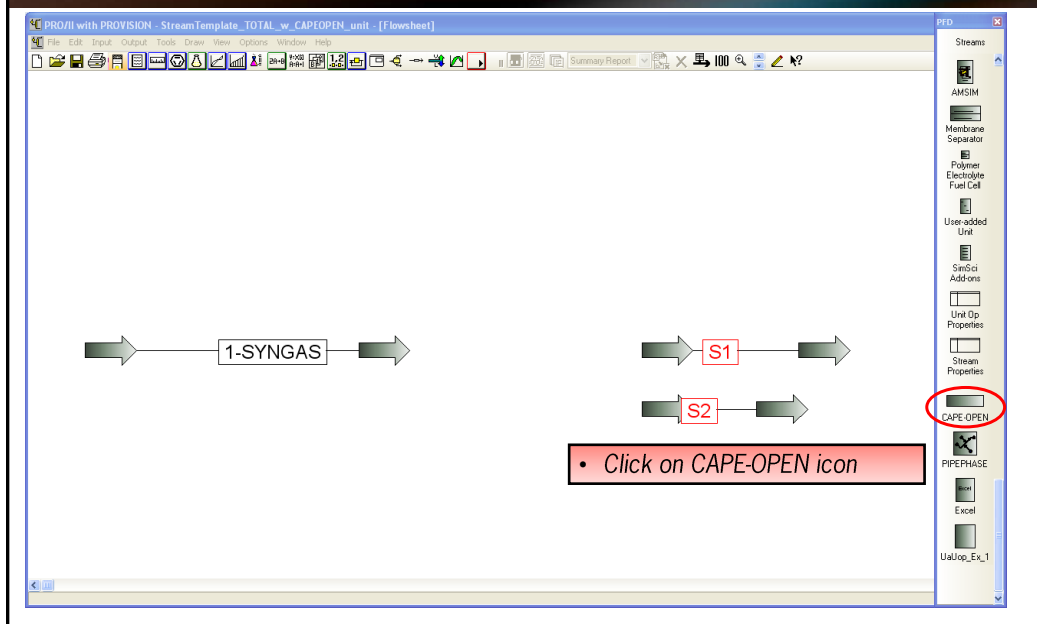 PRO/II with PROVISION - StreamTemplate_TOTAL_w_CAPEOPEN_unit - [Flowsheet]
File Edit Input Output Tools Draw View Options Window Help
Summary Report
100
PFD
Streams
AMSIM
Membrane
Separator
Polymer
Electrolyte
Fuel Cell
User-added
Unit
SimSci
Add-ons
Unit Op
Properties
Stream
Properties
CAPE-OPEN
PIPEPHASE
Excel
Excel
UaUop_Ex_1
1-SYNGAS
S1
S2
• Click on CAPE-OPEN icon